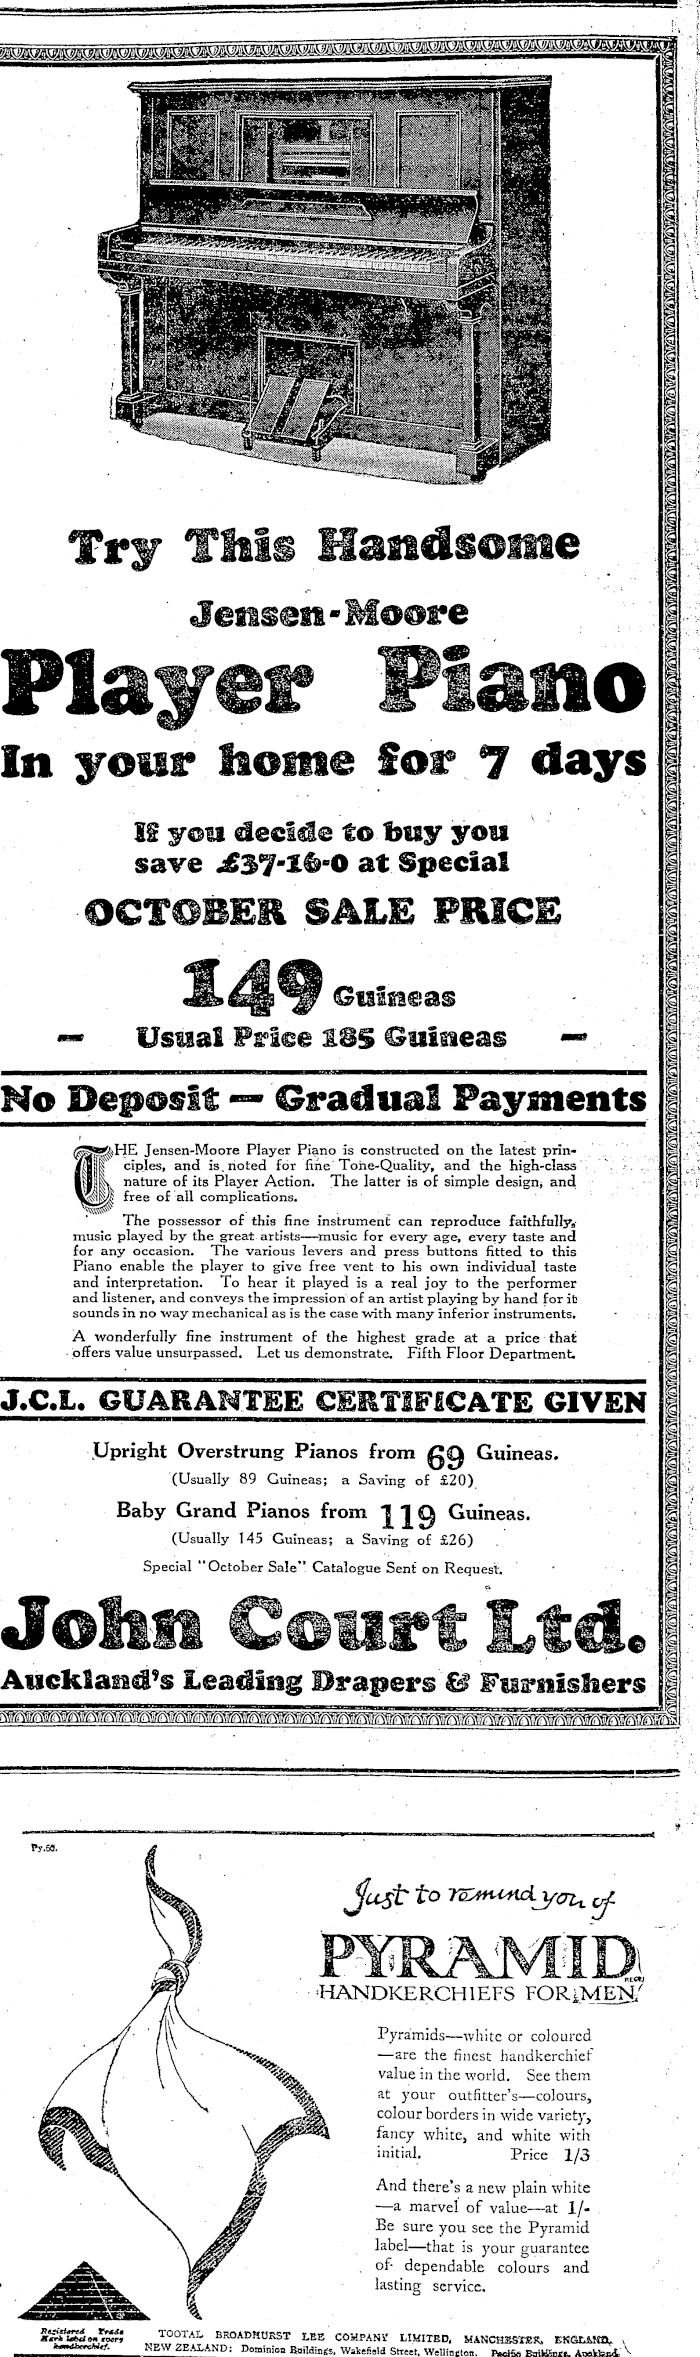 Try This Handsome
Jensen-Moore
Player Piano
In your home for 7 days
If you decide to buy you
save £37-16-0 at Special
OCTOBER SALE PRICE
149 Guineas
— Usual Price 185 Guineas —
No Deposit — Gradual Payments
THE Jensen-Moore Player Piano is constructed on the latest prin-
ciples, and is noted for fine Tone-Quality, and the high-class
nature of its Player Action. The latter is of simple design, and
free of all complications.
The possessor of this fine instrument can reproduce faithfully,
music played by the great artists—music for every age, every taste and
for any occasion. The various levers and press buttons fitted to this
Piano enable the player to give free vent to his own individual taste
and interpretation. To hear it played is a real joy to the performer
and listener, and conveys the impression of an artist playing by hand for it
sounds in no way mechanical as is the case with many inferior instruments.
A wonderfully fine instrument of the highest grade at a price that
offers value unsurpassed. Let us demonstrate. Fifth Floor Department.
J.C.L. GUARANTEE CERTIFICATE GIVEN
Upright Overstrung Pianos from 69 Guineas.
(Usually 89 Guineas; a Saving of £20)
Baby Grand Pianos from 119 Guineas.
(Usually 145 Guineas; a Saving of £26)
Special "October Sale" Catalogue Sent on Request.
John Court Ltd.
Auckland's Leading Drapers & Furnishers
Py.60.
Just to remind you of
PYRAMID
REGD
HANDKERCHIEFS FOR MEN
Pyramids—white or coloured
—are the finest handkerchief
value in the world. See them
at your outfitter's—colours,
colour borders in wide variety,
fancy white, and white with
initial. Price 1/3
And there's a new plain white
—a marvel of value—at 1/-
Be sure you see the Pyramid
label—that is your guarantee
of dependable colours and
lasting service.
Registered Trade
Mark label on every
handkerchief.
TOOTAL BROADHURST LEE COMPANY LIMITED, MANCHESTER, ENGLAND.
NEW ZEALAND: Dominion Buildings, Wakefield Street, Wellington. Pacific Buildings, Auckland